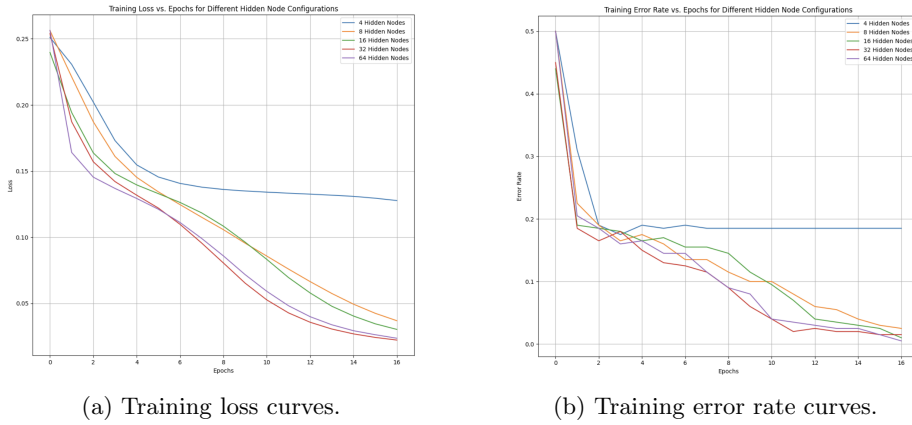 Training Loss vs. Epochs for Different Hidden Node Configurations
4 Hidden Nodes
8 Hidden Nodes
16 Hidden Nodes
32 Hidden Nodes
64 Hidden Nodes
0.25
0.20
0.15
0.10
0.05
Loss
0 2 4 6 8 10 12 14 16
Epochs
(a) Training loss curves.
Training Error Rate vs. Epochs for Different Hidden Node Configurations
4 Hidden Nodes
8 Hidden Nodes
16 Hidden Nodes
32 Hidden Nodes
64 Hidden Nodes
0.5
0.4
0.3
0.2
0.1
0.0
Error Rate
0 2 4 6 8 10 12 14 16
Epochs
(b) Training error rate curves.